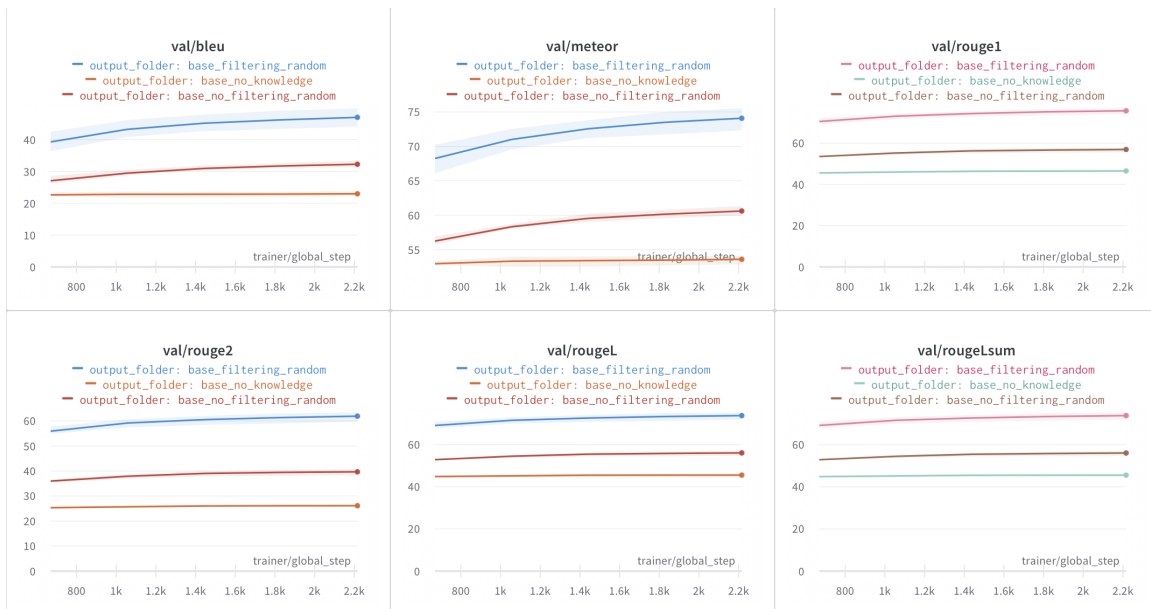 val/bleu
output_folder: base_filtering_random
output_folder: base_no_knowledge
output_folder: base_no_filtering_random
40
30
20
10
0
trainer/global_step
800 1k 1.2k 1.4k 1.6k 1.8k 2k 2.2k
val/meteor
output_folder: base_filtering_random
output_folder: base_no_knowledge
output_folder: base_no_filtering_random
75
70
65
60
55
trainer/global_step
800 1k 1.2k 1.4k 1.6k 1.8k 2k 2.2k
val/rouge1
output_folder: base_filtering_random
output_folder: base_no_knowledge
output_folder: base_no_filtering_random
60
40
20
0
trainer/global_step
800 1k 1.2k 1.4k 1.6k 1.8k 2k 2.2k
val/rouge2
output_folder: base_filtering_random
output_folder: base_no_knowledge
output_folder: base_no_filtering_random
60
50
40
30
20
10
0
trainer/global_step
800 1k 1.2k 1.4k 1.6k 1.8k 2k 2.2k
val/rougeL
output_folder: base_filtering_random
output_folder: base_no_knowledge
output_folder: base_no_filtering_random
60
40
20
0
trainer/global_step
800 1k 1.2k 1.4k 1.6k 1.8k 2k 2.2k
val/rougeLsum
output_folder: base_filtering_random
output_folder: base_no_knowledge
output_folder: base_no_filtering_random
60
40
20
0
trainer/global_step
800 1k 1.2k 1.4k 1.6k 1.8k 2k 2.2k